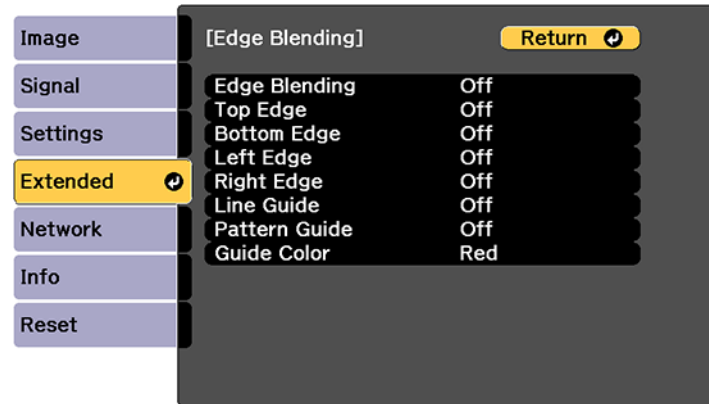 Image
Signal
Settings
Extended
Network
Info
Reset
[Edge Blending] Return
Edge Blending Off
Top Edge Off
Bottom Edge Off
Left Edge Off
Right Edge Off
Line Guide Off
Pattern Guide Off
Guide Color Red